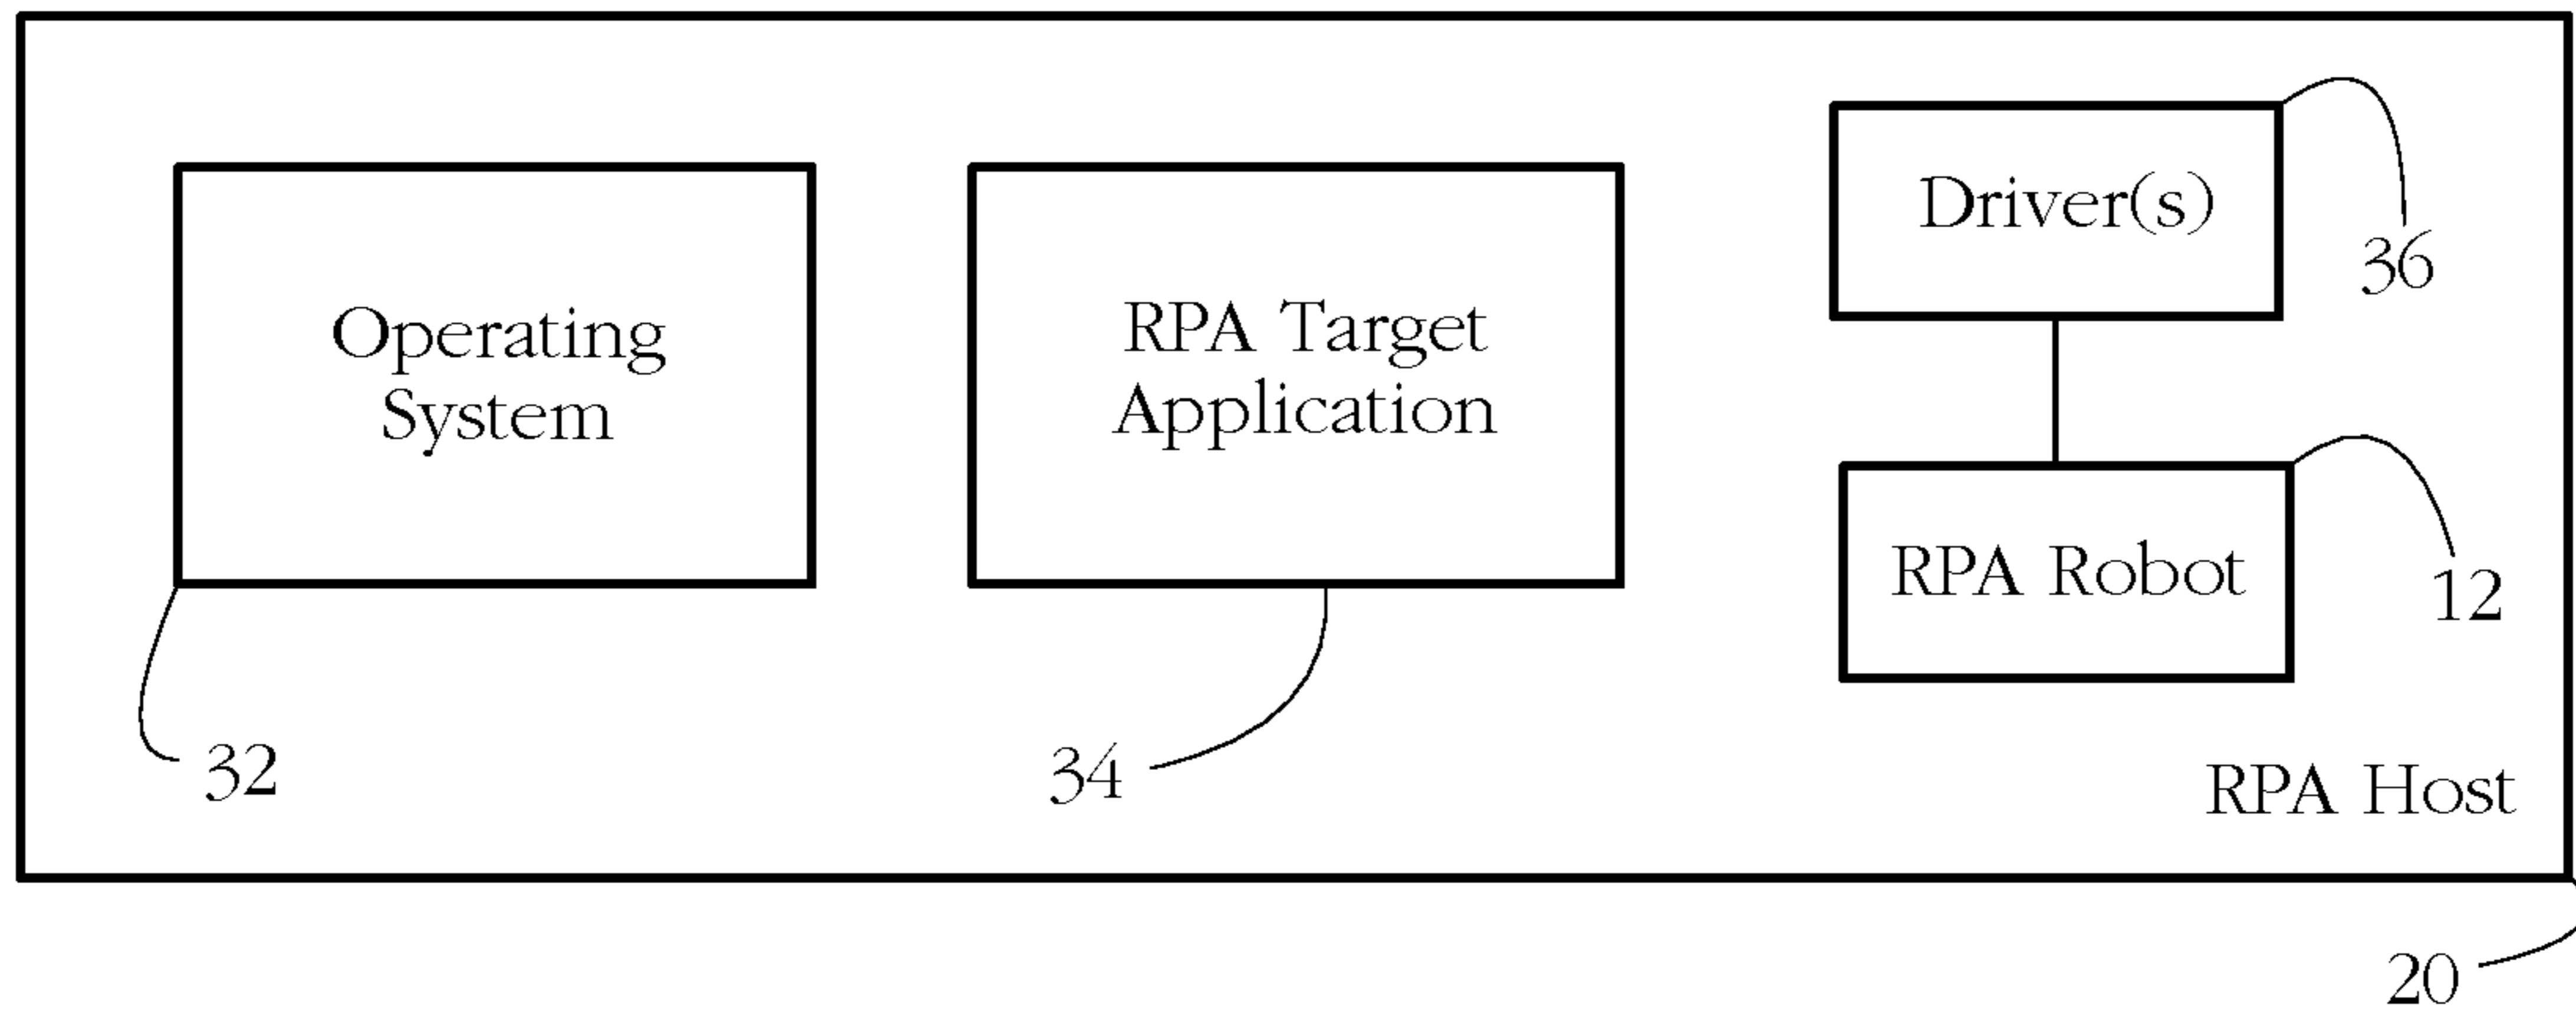 Operating
System
32
RPA Target
Application
34
Driver(s)
36
RPA Robot
12
RPA Host
20